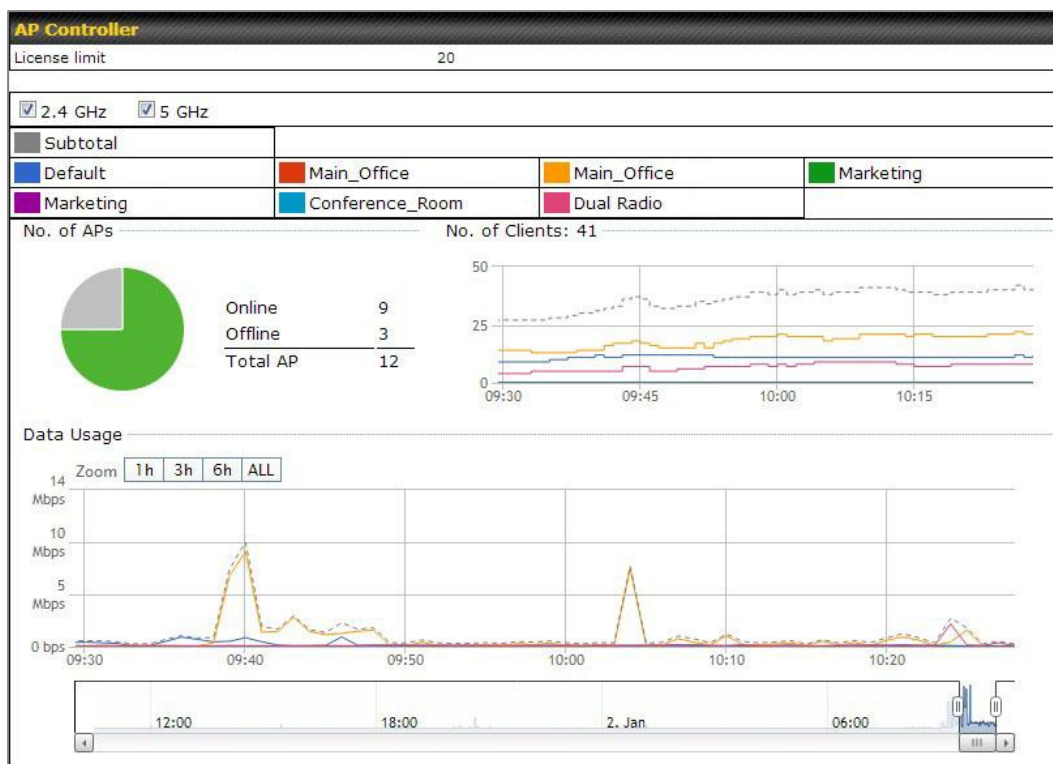 AP Controller
License limit 20
2.4 GHz 5 GHz
Subtotal
Default Main_Office Main_Office Marketing
Marketing Conference_Room Dual Radio
No. of APs
Online 9
Offline 3
Total AP 12
No. of Clients: 41
50
25
0
09:30 09:45 10:00 10:15
Data Usage
Zoom 1h 3h 6h ALL
14
Mbps
10
Mbps
5
Mbps
0 bps
09:30 09:40 09:50 10:00 10:10 10:20
12:00 18:00 2. Jan 06:00